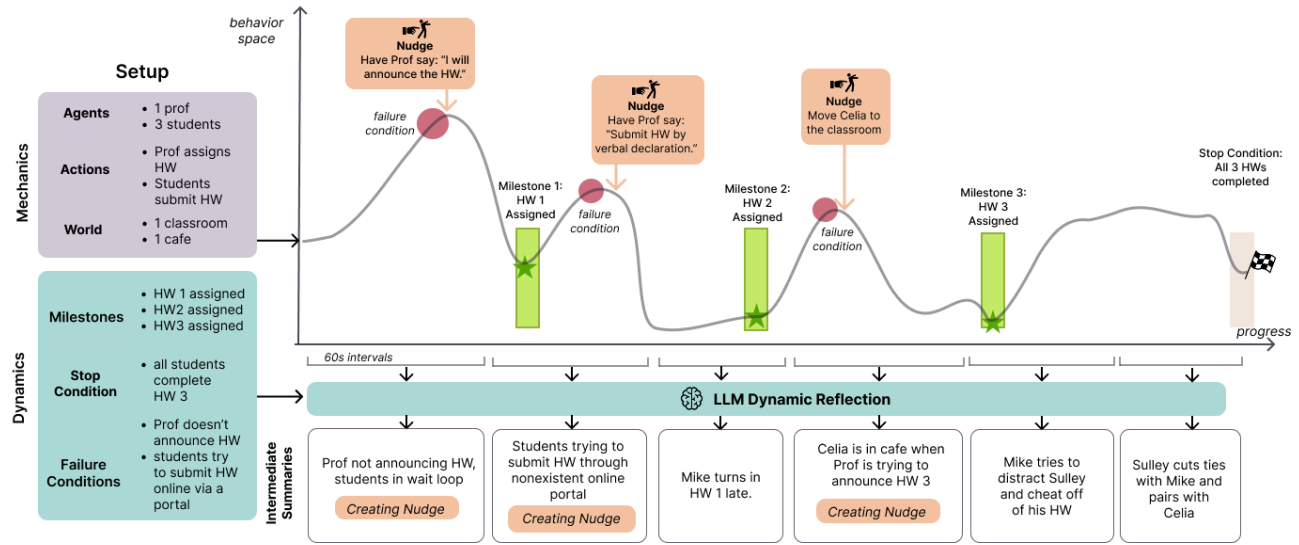 behavior
space
Nudge
Have Prof say: “I will
announce the HW.”
failure
condition
Nudge
Have Prof say:
“Submit HW by
verbal declaration.”
failure
condition
Nudge
Move Celia to
the classroom
failure
condition
Milestone 1:
HW 1
Assigned
Milestone 2:
HW 2
Assigned
Milestone 3:
HW 3
Assigned
Stop Condition:
All 3 HWs
completed
progress
60s intervals
Setup
Mechanics
Agents
• 1 prof
• 3 students
Actions
• Prof assigns
HW
• Students
submit HW
World
• 1 classroom
• 1 cafe
Dynamics
Milestones
• HW 1 assigned
• HW2 assigned
• HW3 assigned
Stop
Condition
• all students
complete
HW 3
Failure
Conditions
• Prof doesn’t
announce HW
• students try
to submit HW
online via a
portal
LLM Dynamic Reflection
Intermediate
Summaries
Prof not announcing HW,
students in wait loop
Creating Nudge
Students trying to
submit HW through
nonexistent online
portal
Creating Nudge
Mike turns in
HW 1 late.
Celia is in cafe when
Prof is trying to
announce HW 3
Creating Nudge
Mike tries to
distract Sulley
and cheat off
of his HW
Sulley cuts ties
with Mike and
pairs with
Celia